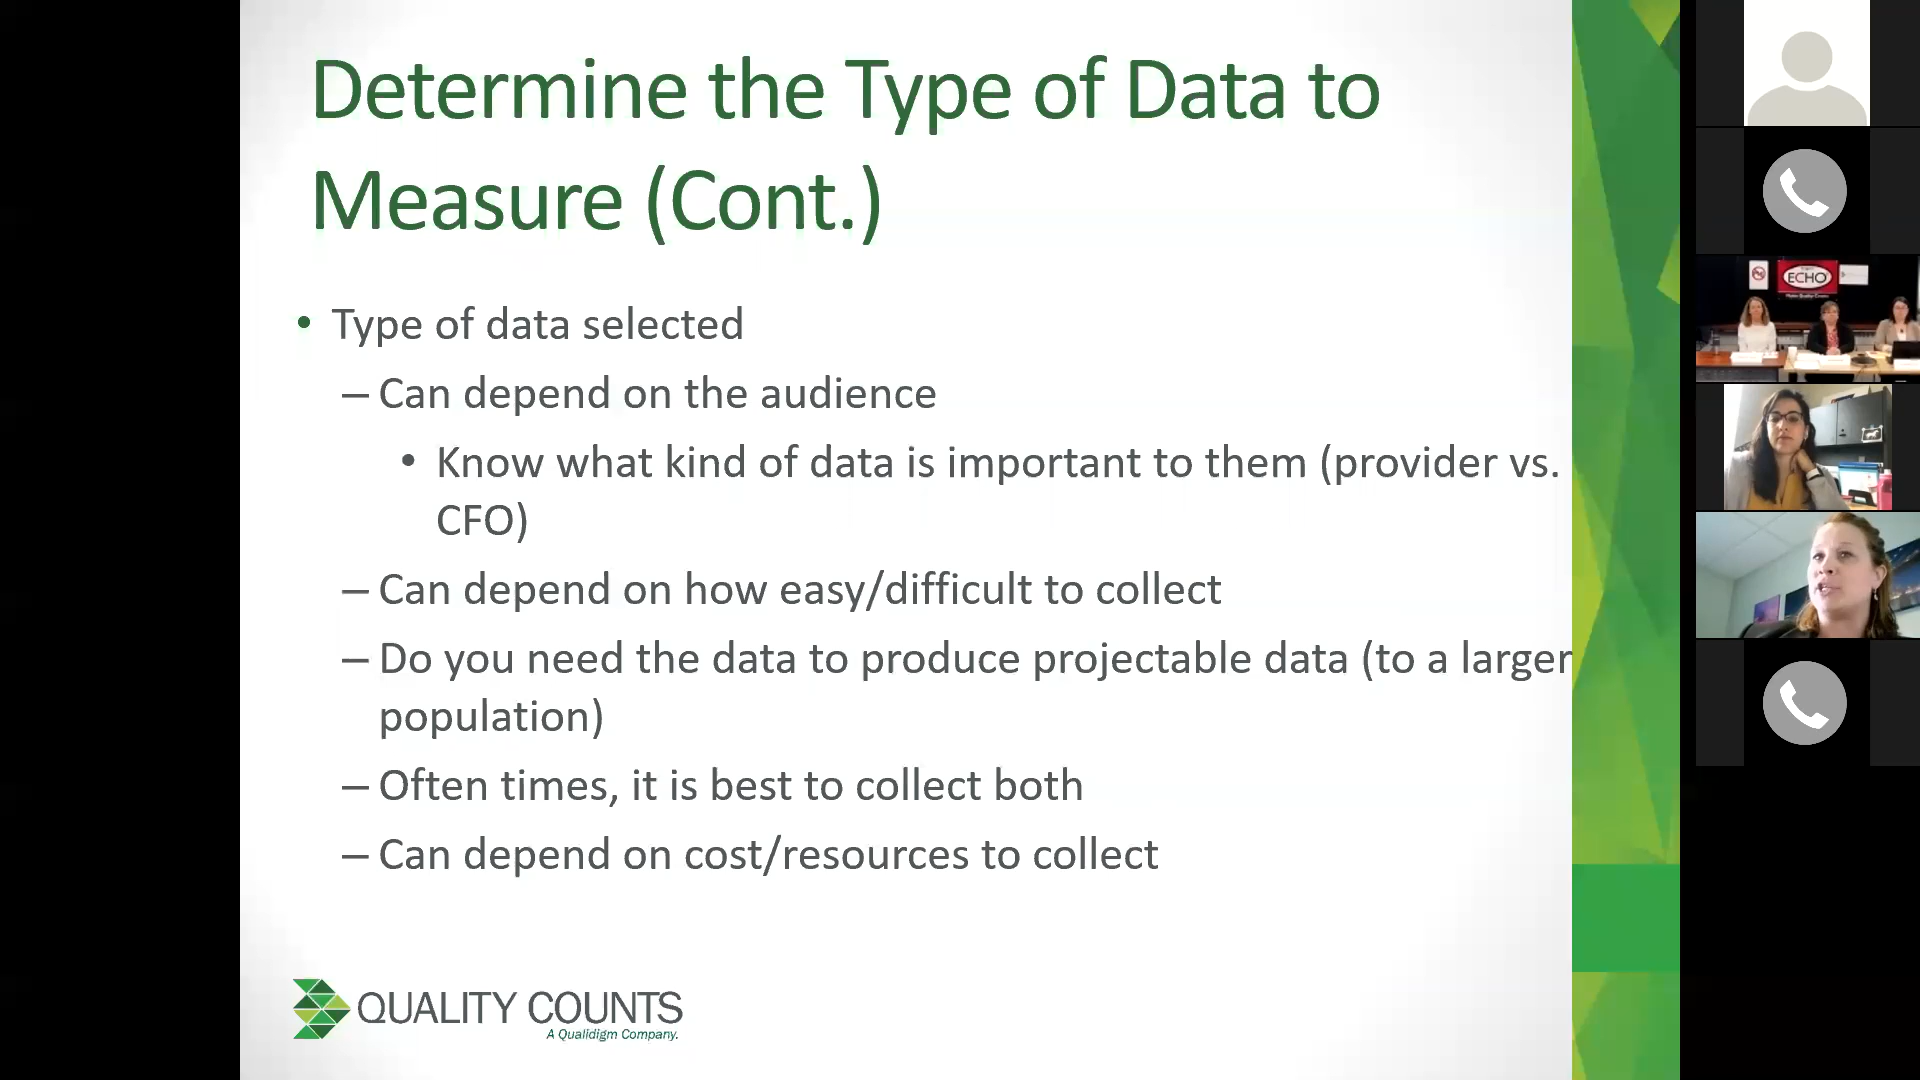 Determine the Type of Data to
Measure (Cont.)
• Type of data selected
– Can depend on the audience
• Know what kind of data is important to them (provider vs.
CFO)
– Can depend on how easy/difficult to collect
– Do you need the data to produce projectable data (to a larger
population)
– Often times, it is best to collect both
– Can depend on cost/resources to collect
QUALITY COUNTS
A Qualidigm Company.
ECHO